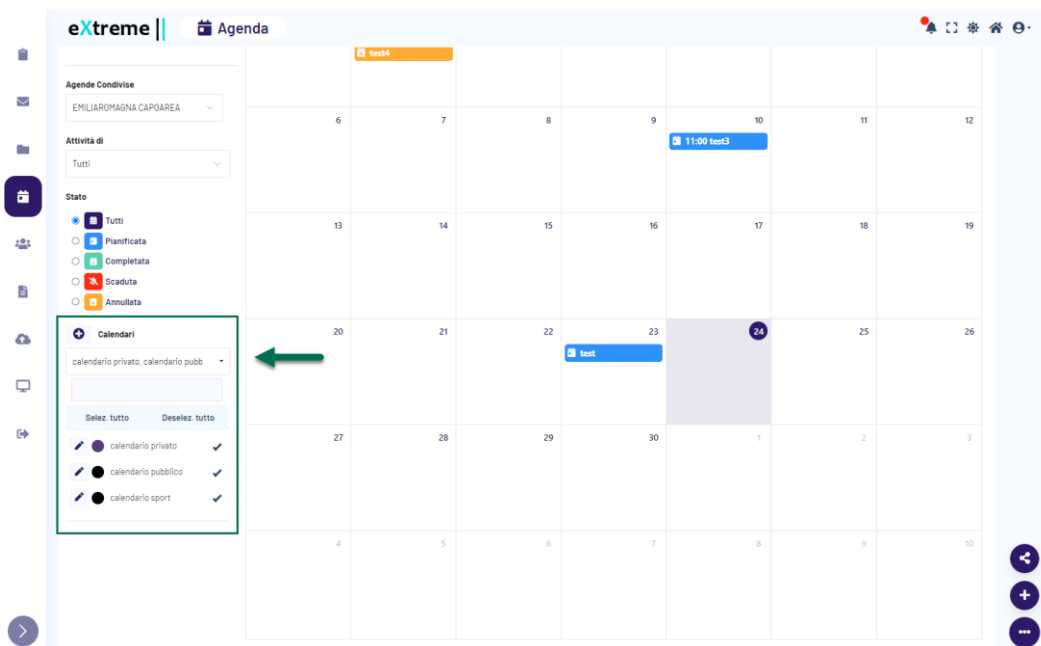 eXtreme ||
Agenda
test4
Agende Condivise
EMILIAROMAGNA CAPOAREA
6 7 8 9 10 11 12
Attività di
11:00 test3
Tutti
Stato
Tutti
13 14 15 16 17 18 19
Planificata
Completata
Scaduta
Annullata
Calendari
20 21 22 23 24 25 26
calendario privato, calendario pubb
test
Selez. tutto Deselez. tutto
27 28 29 30 1 2 3
calendario privato
calendario pubblico
calendario sport
4 5 6 7 8 9 10